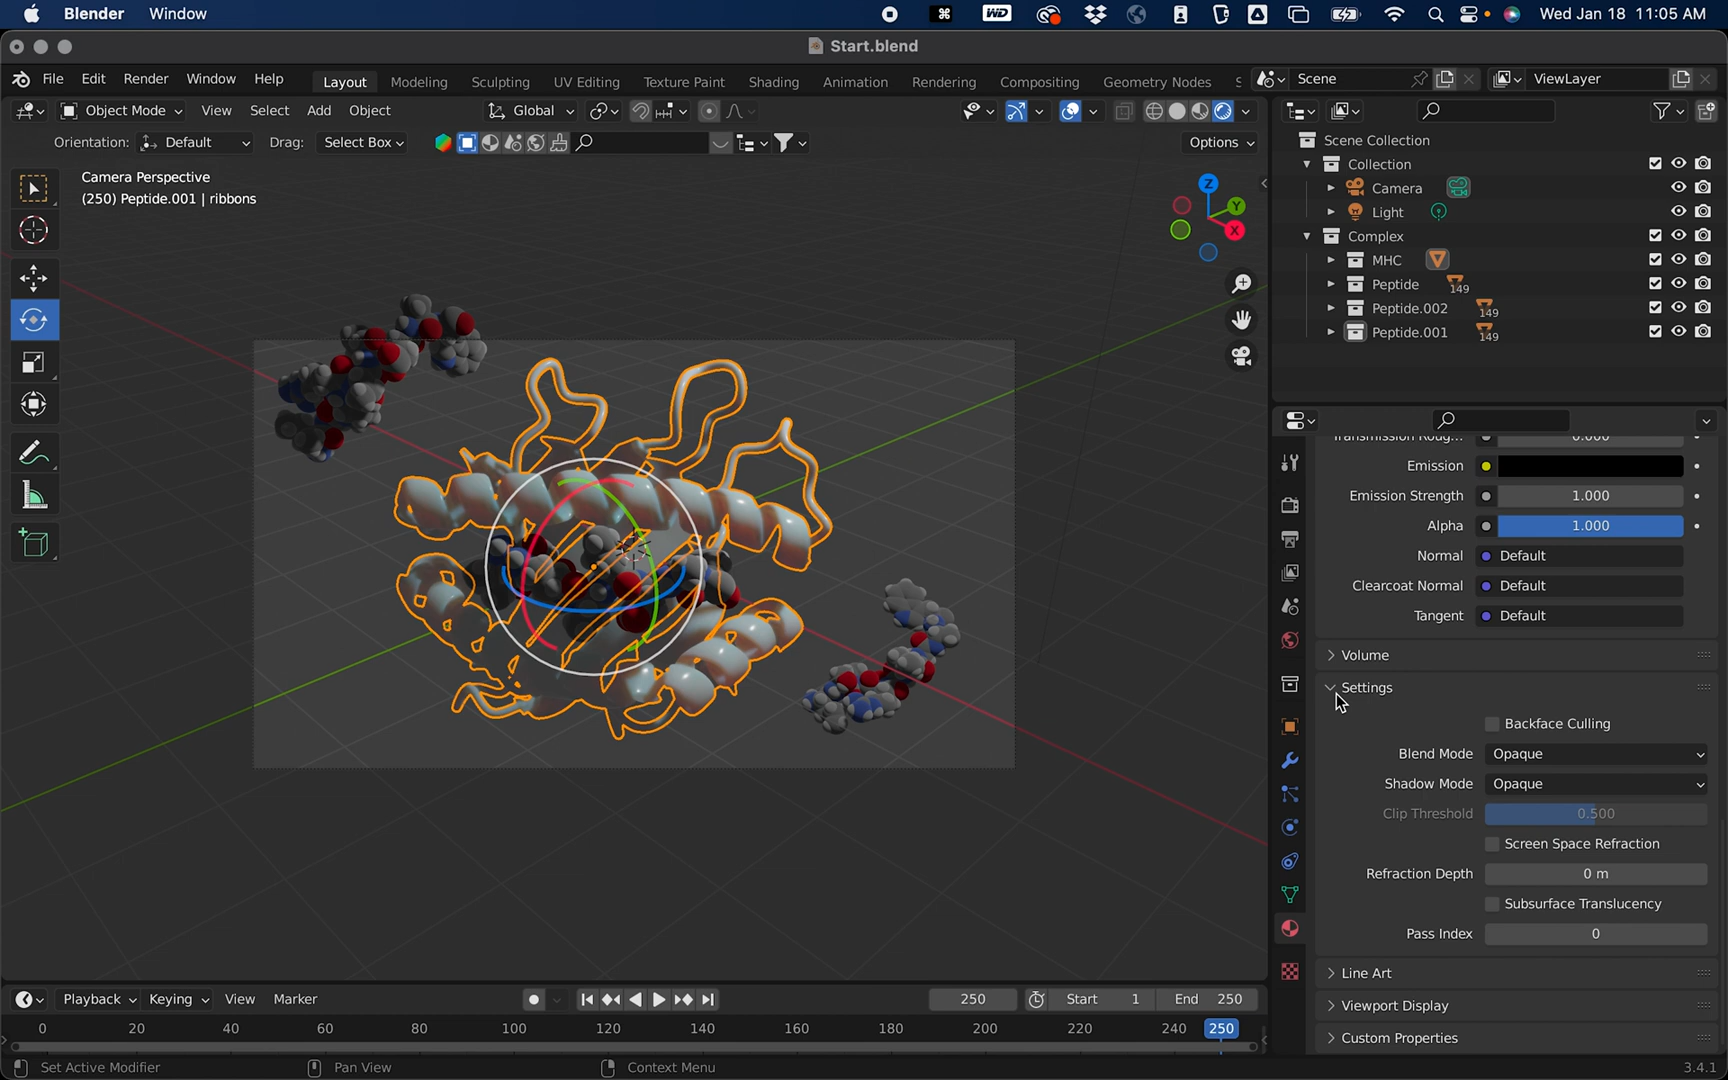 Blender Window WD Wed Jan 18 11:05 AM
Start.blend
File Edit Render Window Help Layout Modeling Sculpting UV Editing Texture Paint Shading Animation Rendering Compositing Geometry Nodes Scene ViewLayer
Object Mode View Select Add Object Global
Orientation: Default Drag: Select Box Options
Camera Perspective
(250) Peptide.001 | ribbons
Z
Y
X
Scene Collection
Collection
Camera
Light
Complex
MHC
Peptide 149
Peptide.002 149
Peptide.001 149
Transmission Roug... 0.000
Emission
Emission Strength 1.000
Alpha 1.000
Normal Default
Clearcoat Normal Default
Tangent Default
Volume
Settings
Backface Culling
Blend Mode Opaque
Shadow Mode Opaque
Clip Threshold 0.500
Screen Space Refraction
Refraction Depth 0 m
Subsurface Translucency
Pass Index 0
Line Art
Viewport Display
Custom Properties
Playback Keying View Marker 250 Start 1 End 250
0 20 40 60 80 100 120 140 160 180 200 220 240 250
Set Active Modifier Pan View Context Menu 3.4.1